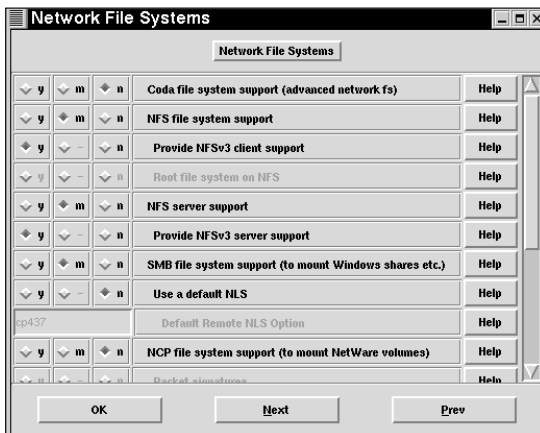 Network File Systems
Network File Systems
y m n Coda file system support (advanced network fs) Help
y m n NFS file system support Help
y - n Provide NFSv3 client support Help
y - n Root file system on NFS Help
y m n NFS server support Help
y - n Provide NFSv3 server support Help
y m n SMB file system support (to mount Windows shares etc.) Help
y - n Use a default NLS Help
cp437 Default Remote NLS Option Help
y m n NCP file system support (to mount NetWare volumes) Help
y - n Packet signatures Help
OK Next Prev